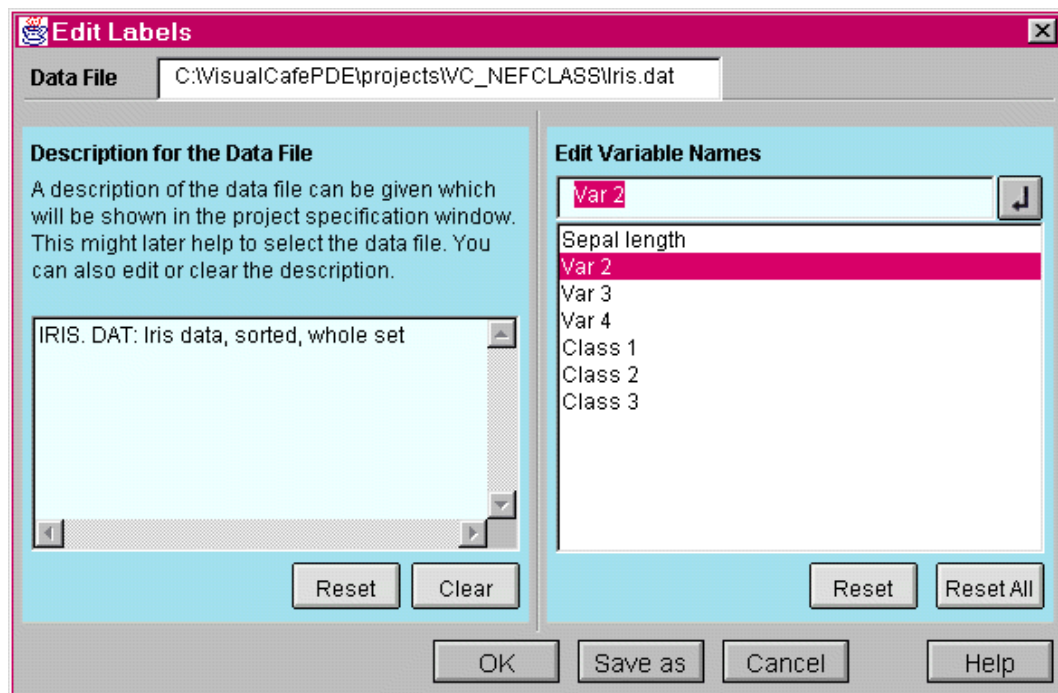 Edit Labels
Data File
C:\VisualCafePDE\projects\VC_NEFCLASS\Iris.dat
Description for the Data File
A description of the data file can be given which
will be shown in the project specification window.
This might later help to select the data file. You
can also edit or clear the description.
IRIS. DAT: Iris data, sorted, whole set
Reset
Clear
Edit Variable Names
Var 2
Sepal length
Var 2
Var 3
Var 4
Class 1
Class 2
Class 3
Reset
Reset All
OK
Save as
Cancel
Help